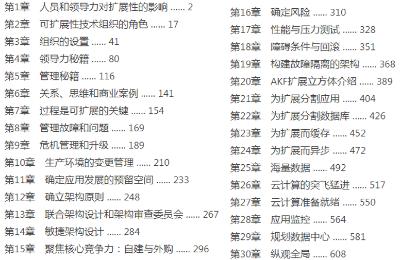 第1章 人员和领导力对扩展性的影响 …… 2
第2章 可扩展性技术组织的角色 …… 17
第3章 组织的设置 …… 41
第4章 领导力秘籍 …… 80
第5章 管理秘籍 …… 116
第6章 关系、思维和商业案例 …… 141
第7章 过程是可扩展的关键 …… 154
第8章 管理故障和问题 …… 169
第9章 危机管理和升级 …… 189
第10章 生产环境的变更管理 …… 210
第11章 确定应用发展的预留空间 …… 233
第12章 确立架构原则 …… 248
第13章 联合架构设计和架构审查委员会 …… 267
第14章 敏捷架构设计 …… 284
第15章 聚焦核心竞争力：自建与外购 …… 296
第16章 确定风险 …… 310
第17章 性能与压力测试 …… 328
第18章 障碍条件与回滚 …… 351
第19章 构建故障隔离的架构 …… 368
第20章 AKF扩展立方体介绍 …… 389
第21章 为扩展分割应用 …… 404
第22章 为扩展分割数据库 …… 426
第23章 为扩展而缓存 …… 452
第24章 为扩展而异步 …… 472
第25章 海量数据 …… 492
第26章 云计算的突飞猛进 …… 517
第27章 云计算准备就绪 …… 550
第28章 应用监控 …… 564
第29章 规划数据中心 …… 581
第30章 纵观全局 …… 608